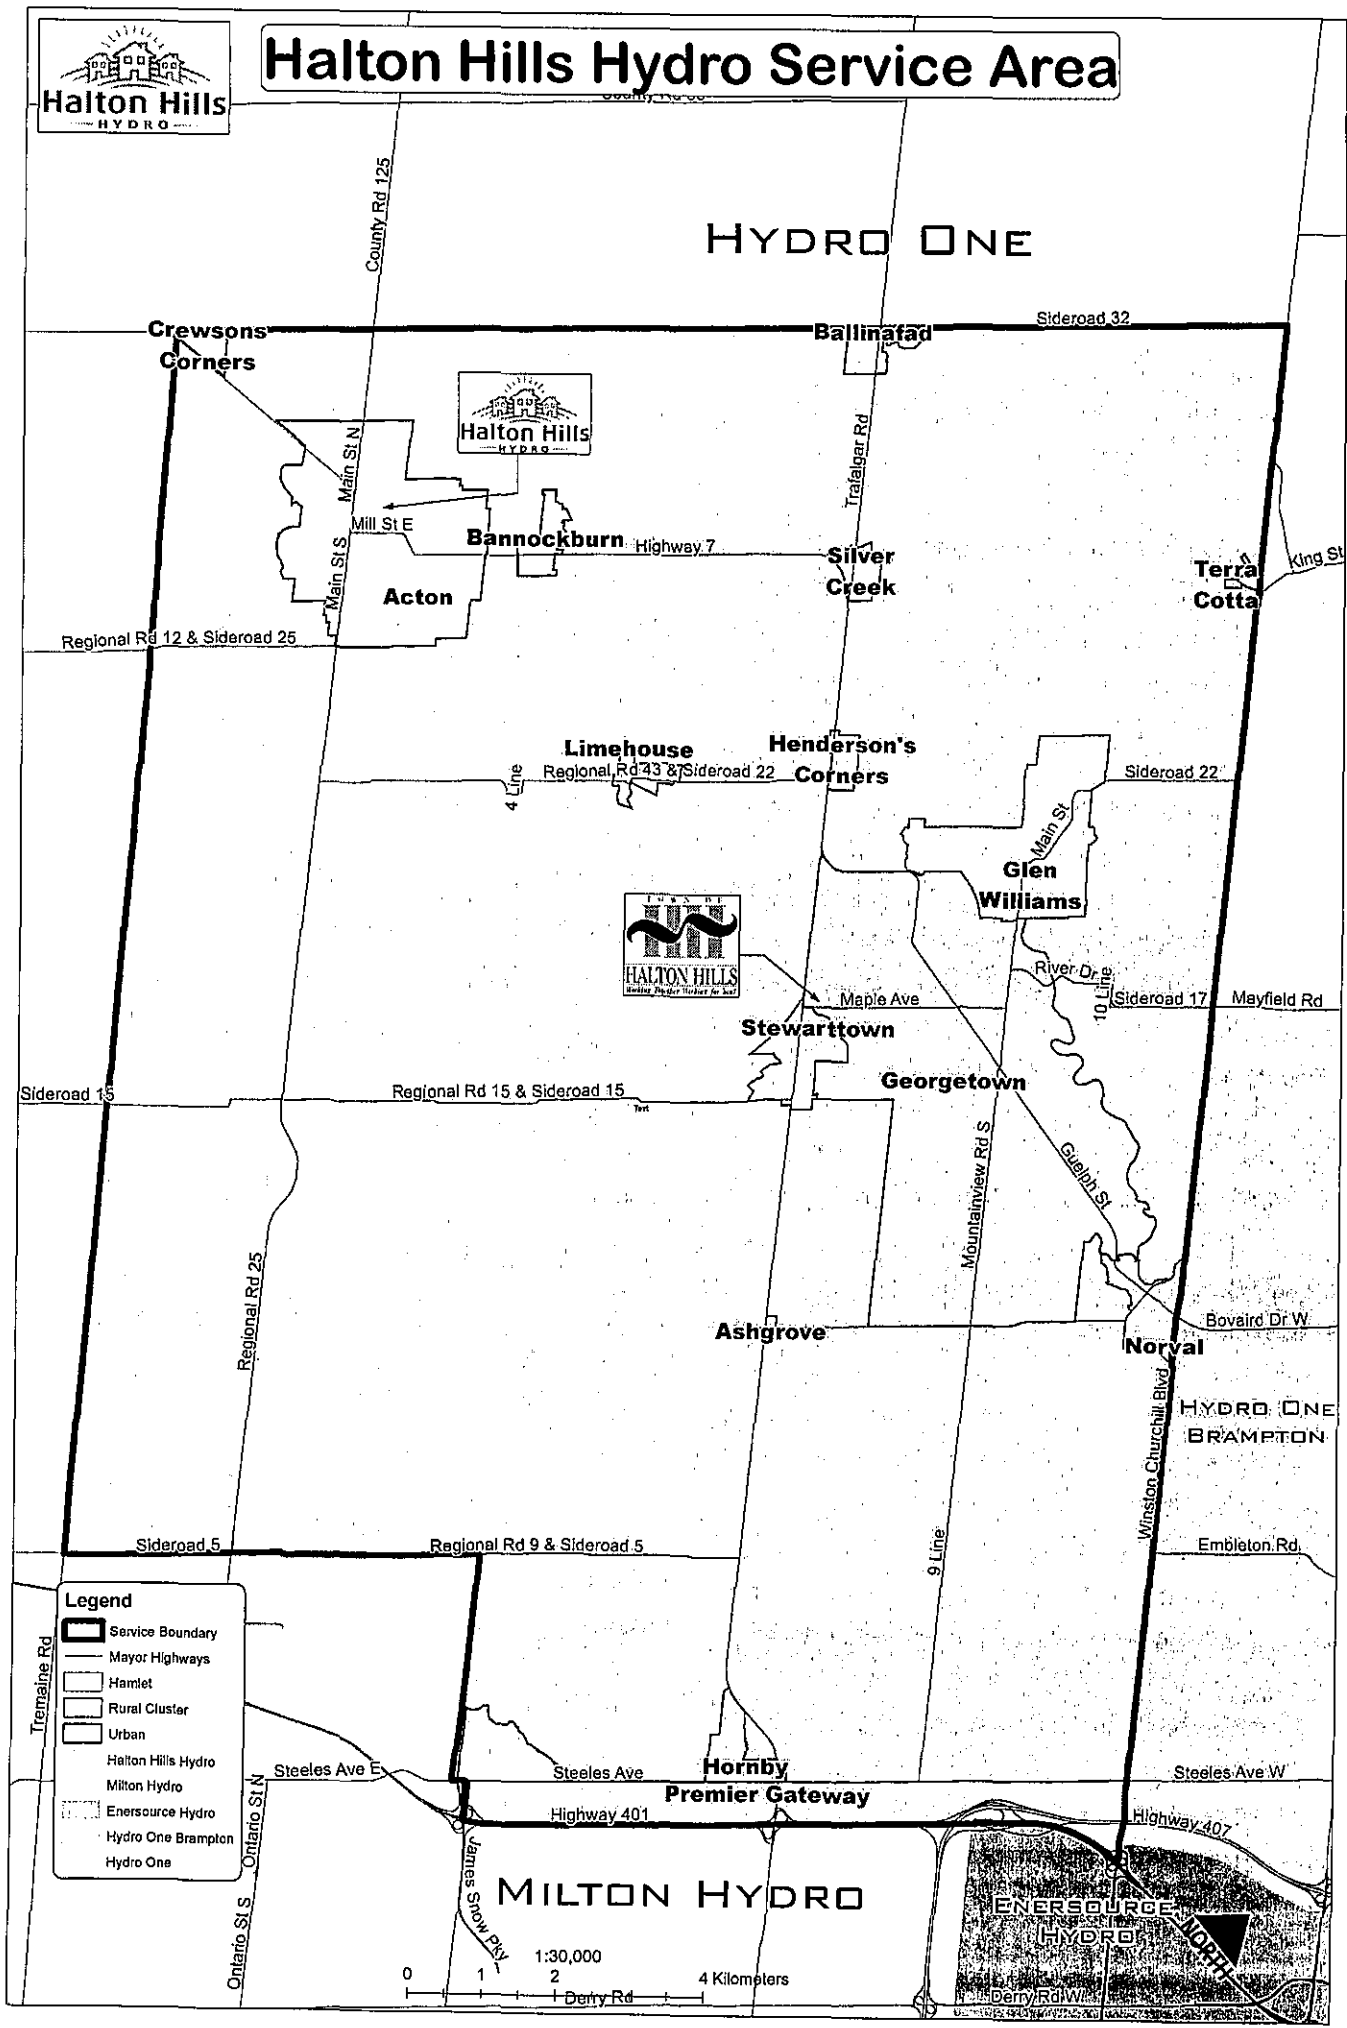 Halton Hills
HYDRO
Halton Hills Hydro Service Area
County Rd 125
HYDRO ONE
Crewsons
Corners
Ballinafad
Sideroad 32
Halton Hills
HYDRO
Main St N
Trafalgar Rd
Mill St E
Bannockburn
Highway 7
Silver
Creek
Terra
Cotta
King St
Main St S
Acton
Regional Rd 12 & Sideroad 25
Limehouse
Regional Rd 43 & Sideroad 22
4 Line
Henderson's
Corners
Sideroad 22
Main St
Glen
Williams
TOWN OF
HALTON HILLS
Working Together Working for You!
River Dr
10 Line
Maple Ave
Sideroad 17
Mayfield Rd
Stewarttown
Georgetown
Sideroad 15
Regional Rd 15 & Sideroad 15
Text
Mountainview Rd S
Guelph St
Regional Rd 25
Ashgrove
Bovaird Dr W
Norval
Winston Churchill Blvd
HYDRO ONE
BRAMPTON
Sideroad 5
Regional Rd 9 & Sideroad 5
9 Line
Embleton Rd
Legend
Service Boundary
Mayor Highways
Hamlet
Rural Cluster
Urban
Halton Hills Hydro
Milton Hydro
Enersource Hydro
Hydro One Brampton
Hydro One
Tremaine Rd
Steeles Ave E
Steeles Ave
Hornby
Steeles Ave W
Premier Gateway
Highway 401
Highway 407
Ontario St N
Ontario St S
James Snow Pky
MILTON HYDRO
ENERSOURCE
HYDRO
NORTH
1:30,000
0 1 2 4 Kilometers
Derry Rd
Derry Rd W